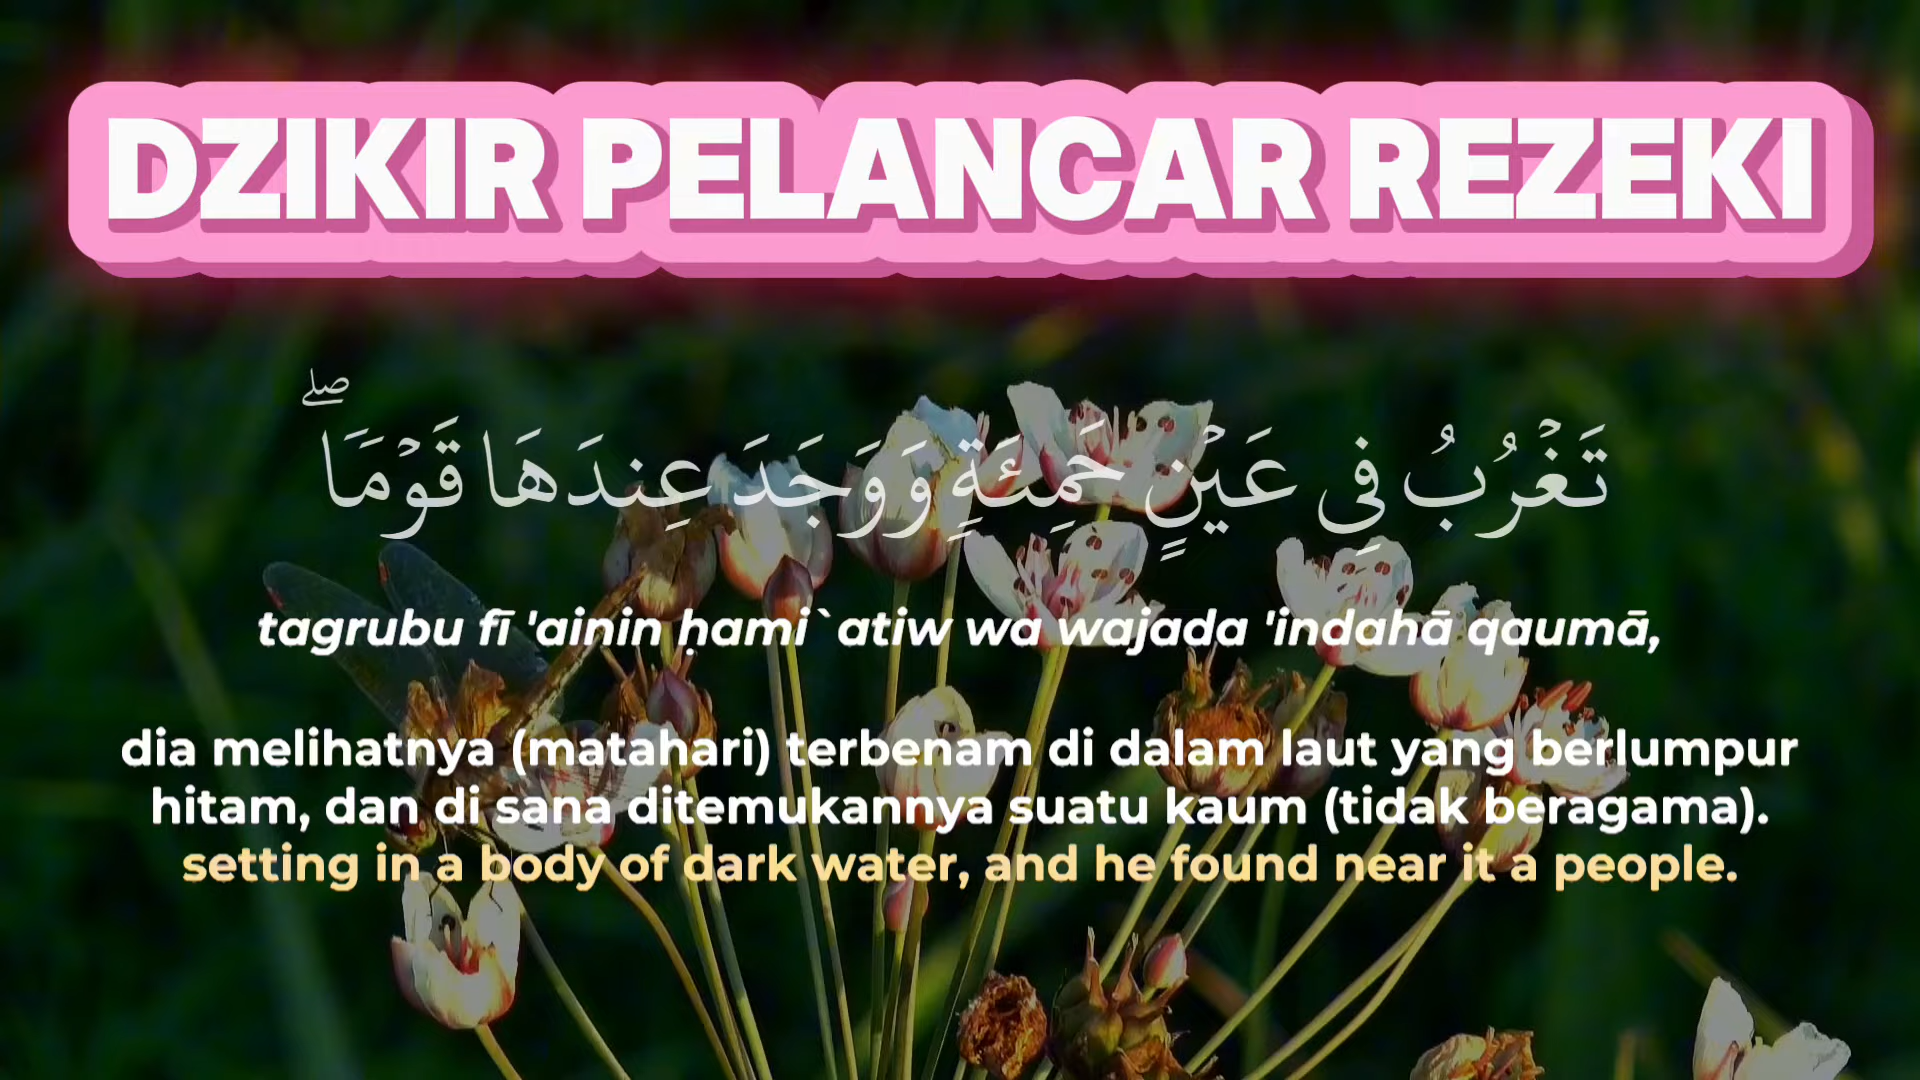 DZIKIR PELANCAR REZEKI
تَغْرُبُ فِى عَيْنٍ حَمِئَةٍ وَوَجَدَ عِندَهَا قَوْمَاۖ
tagrubu fī 'ainin ḥami`atiw wa wajada 'indahā qaumā,
dia melihatnya (matahari) terbenam di dalam laut yang berlumpur
hitam, dan di sana ditemukannya suatu kaum (tidak beragama).
setting in a body of dark water, and he found near it a people.